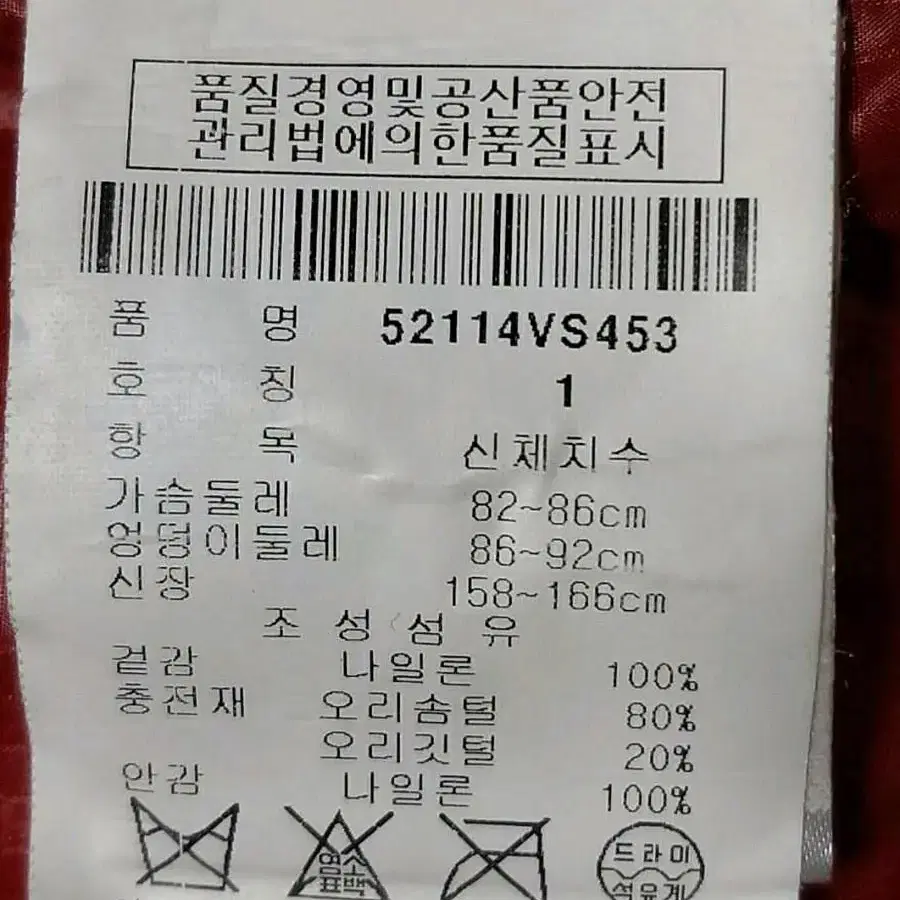 품질경영및공산품안전
관리법에의한품질표시
품 명 52114VS453
호 칭 1
항 목 신체치수
가슴둘레 82~86cm
엉덩이둘레 86~92cm
신장 158~166cm
조성섬유
겉감 나일론 100%
충전재 오리솜털 80%
오리깃털 20%
안감 나일론 100%
염소
표백
드라이
석유계